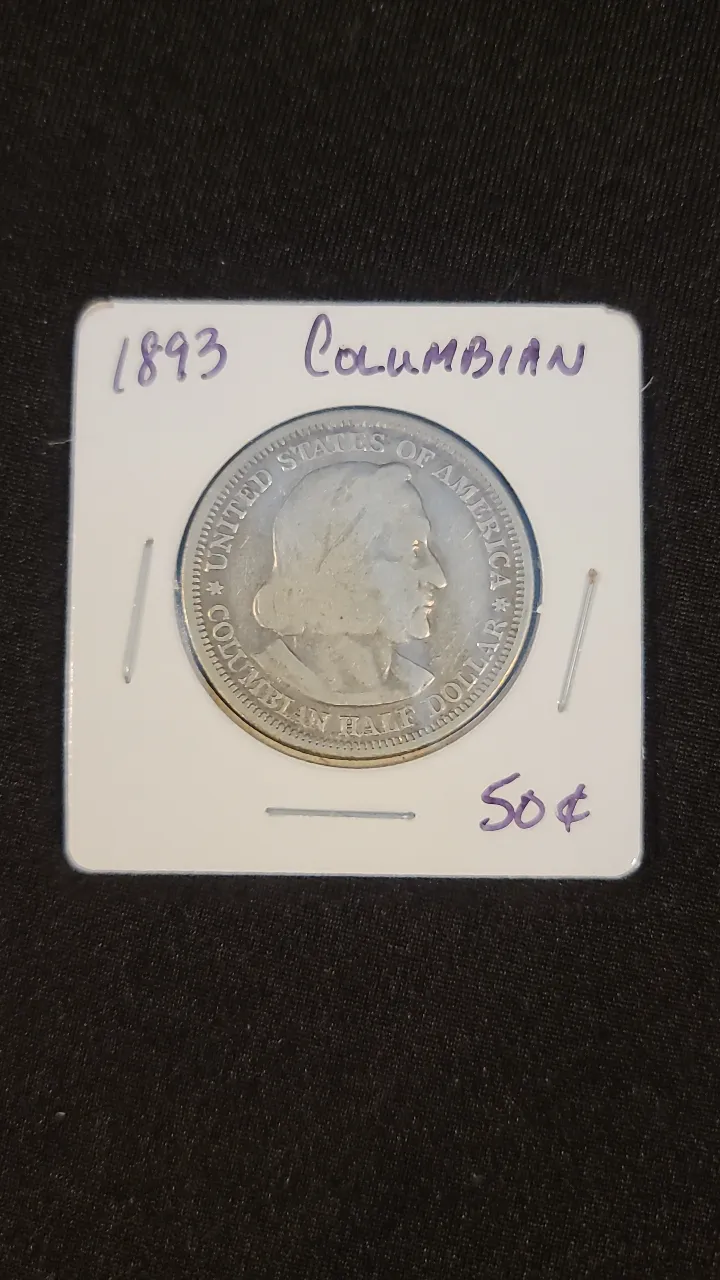 1893 COLUMBIAN
* UNITED STATES OF AMERICA *
COLUMBIAN HALF DOLLAR
50¢